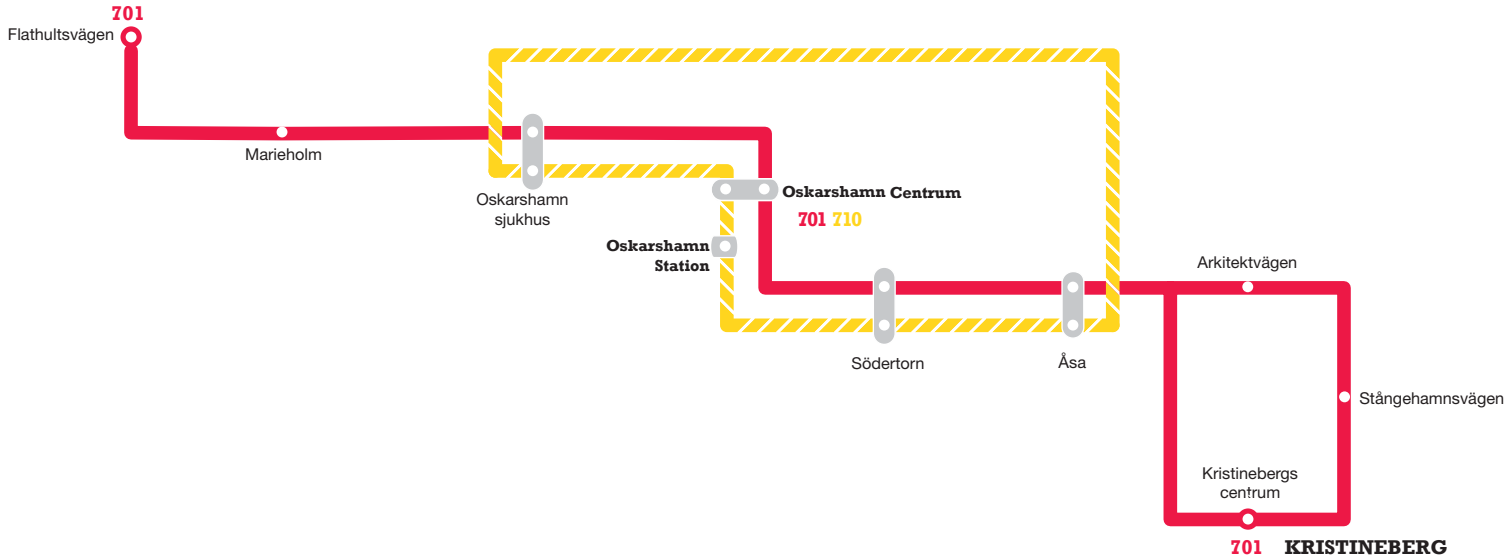 701
Flathultsvägen
Marieholm
Oskarshamn
sjukhus
Oskarshamn Centrum
701 710
Oskarshamn
Station
Södertorn
Åsa
Arkitektvägen
Stångehamnsvägen
Kristinebergs
centrum
701 KRISTINEBERG